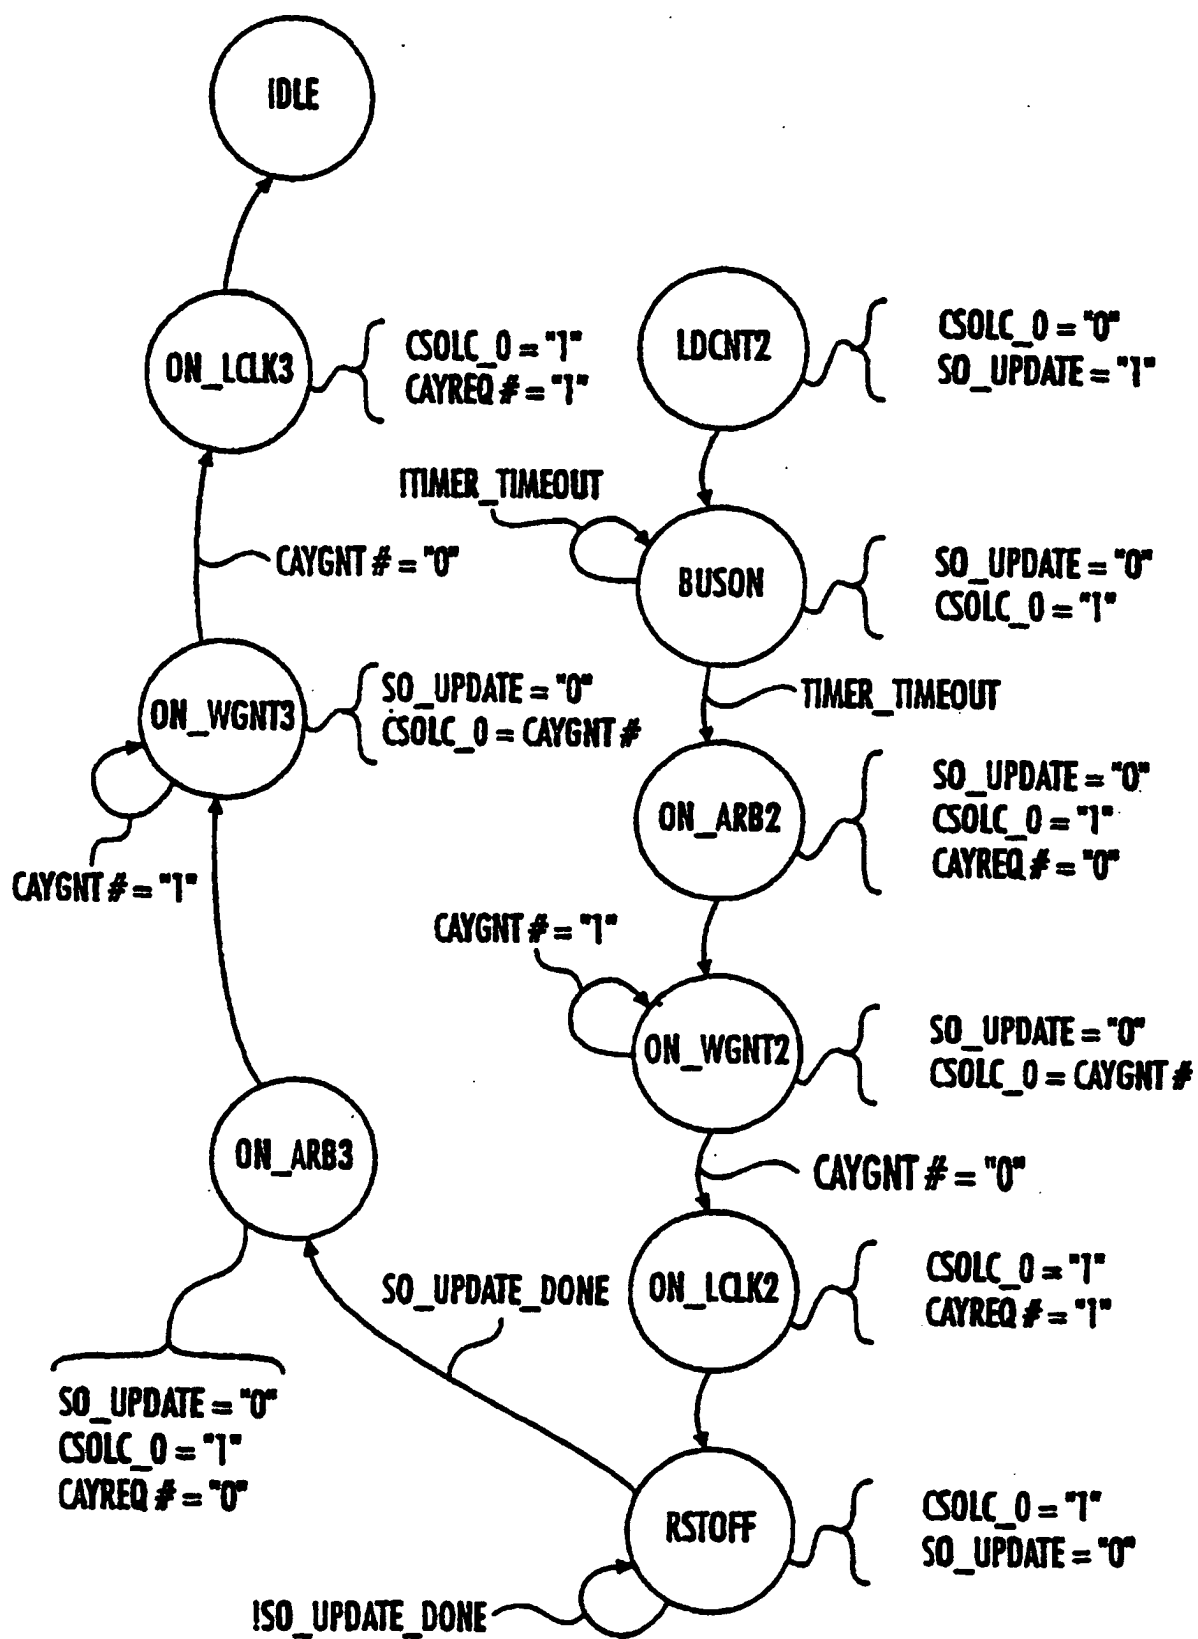 IDLE
ON_LCLK3
CSOLC_0 = "1"
CAYREQ # = "1"
CAYGNT # = "0"
ON_WGNT3
SO_UPDATE = "0"
CSOLC_0 = CAYGNT #
CAYGNT # = "1"
ON_ARB3
SO_UPDATE = "0"
CSOLC_0 = "1"
CAYREQ # = "0"
LDCNT2
CSOLC_0 = "0"
SO_UPDATE = "1"
!TIMER_TIMEOUT
BUSON
SO_UPDATE = "0"
CSOLC_0 = "1"
TIMER_TIMEOUT
ON_ARB2
SO_UPDATE = "0"
CSOLC_0 = "1"
CAYREQ # = "0"
CAYGNT # = "1"
ON_WGNT2
SO_UPDATE = "0"
CSOLC_0 = CAYGNT #
CAYGNT # = "0"
ON_LCLK2
CSOLC_0 = "1"
CAYREQ # = "1"
SO_UPDATE_DONE
RSTOFF
CSOLC_0 = "1"
SO_UPDATE = "0"
!SO_UPDATE_DONE